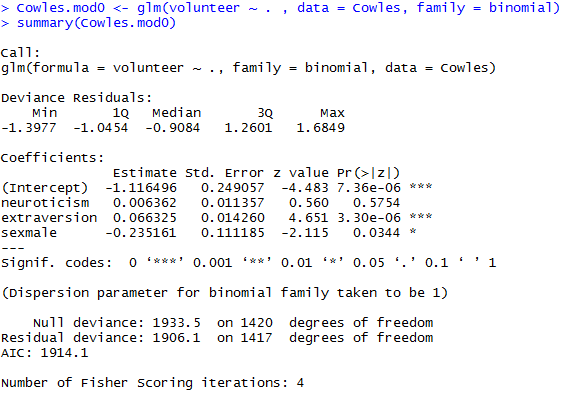 > Cowles.mod0 <- glm(volunteer ~ . , data = Cowles, family = binomial)
> summary(Cowles.mod0)
Call:
glm(formula = volunteer ~ ., family = binomial, data = Cowles)
Deviance Residuals:
Min 1Q Median 3Q Max
-1.3977 -1.0454 -0.9084 1.2601 1.6849
Coefficients:
Estimate Std. Error z value Pr(>|z|)
(Intercept) -1.116496 0.249057 -4.483 7.36e-06 ***
neuroticism 0.006362 0.011357 0.560 0.5754
extraversion 0.066325 0.014260 4.651 3.30e-06 ***
sexmale -0.235161 0.111185 -2.115 0.0344 *
---
Signif. codes: 0 ‘***’ 0.001 ‘**’ 0.01 ‘*’ 0.05 ‘.’ 0.1 ‘ ’ 1
(Dispersion parameter for binomial family taken to be 1)
Null deviance: 1933.5 on 1420 degrees of freedom
Residual deviance: 1906.1 on 1417 degrees of freedom
AIC: 1914.1
Number of Fisher Scoring iterations: 4